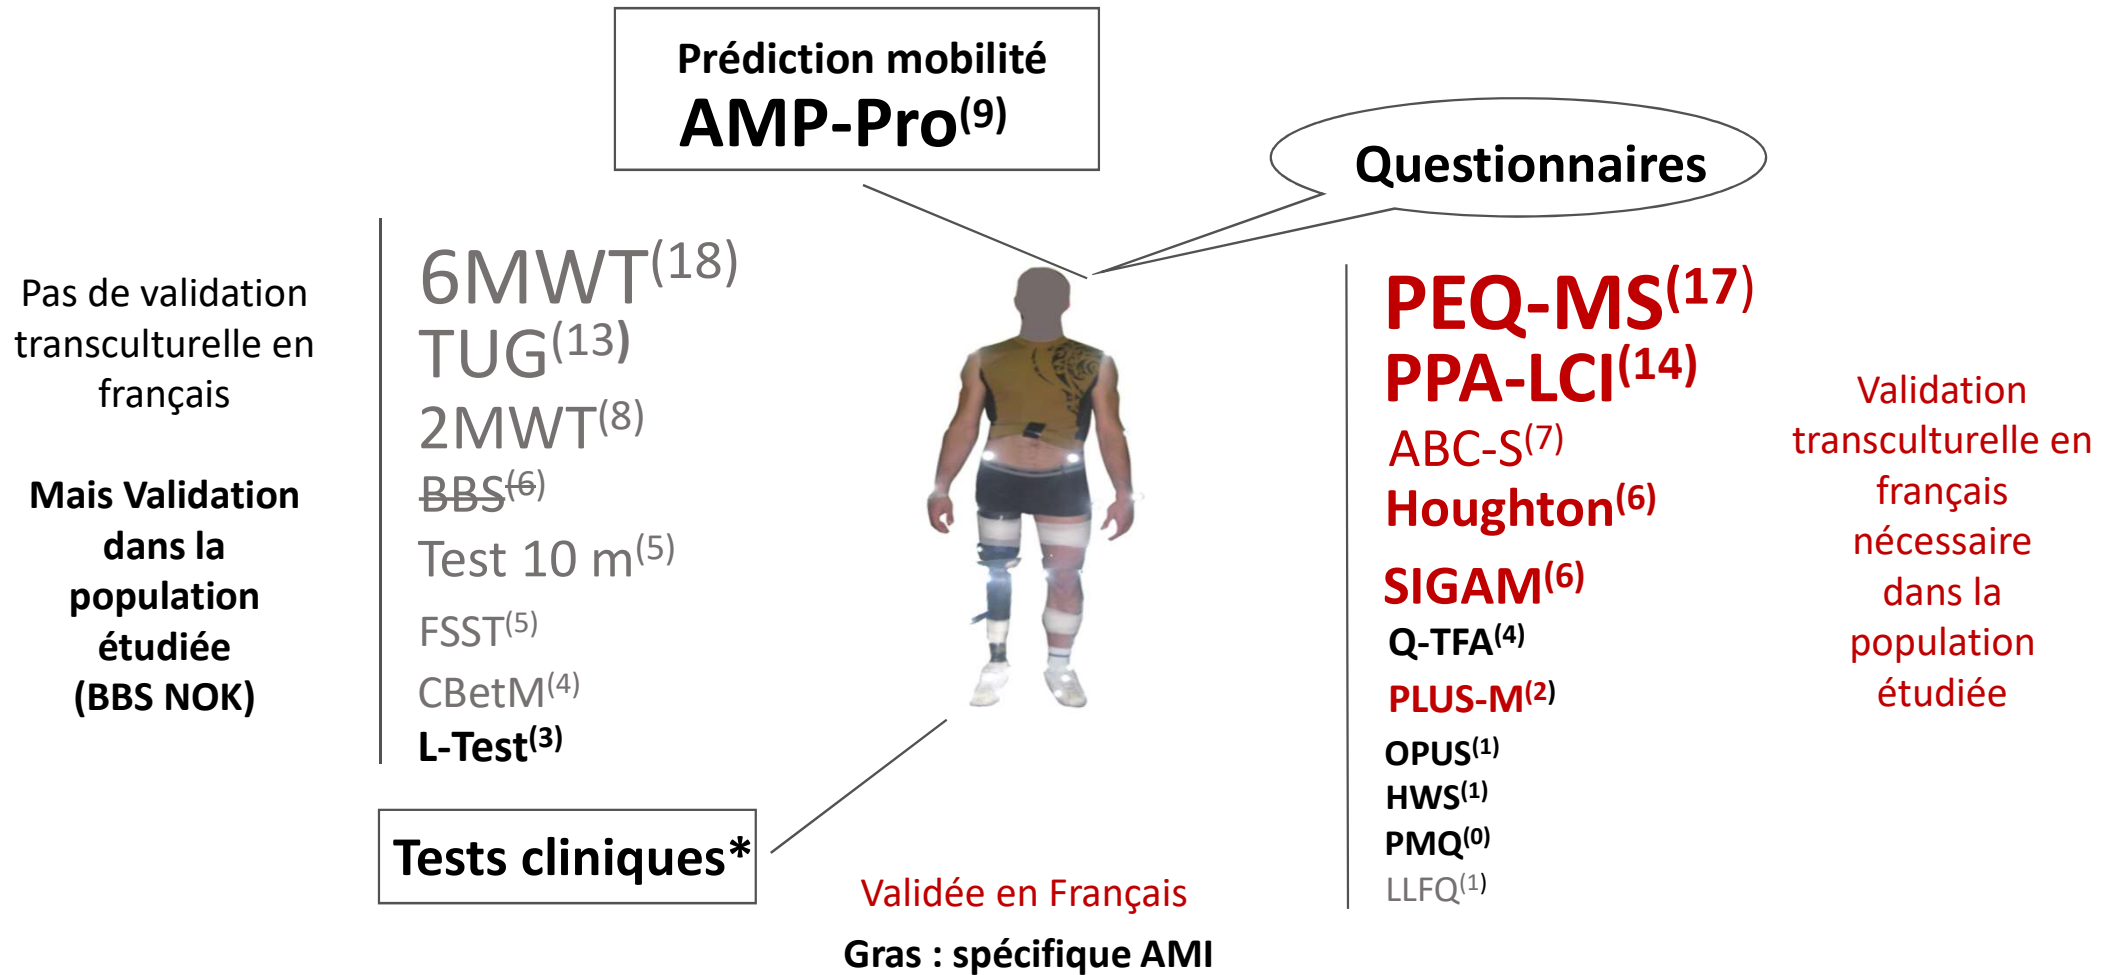 Prédiction mobilité
AMP-Pro(9)
Questionnaires
Pas de validation
transculturelle en
français
Mais Validation
dans la
population
étudiée
(BBS NOK)
6MWT(18)
TUG(13)
2MWT(8)
BBS(6)
Test 10 m(5)
FSST(5)
CBetM(4)
L-Test(3)
Tests cliniques*
PEQ-MS(17)
PPA-LCI(14)
ABC-S(7)
Houghton(6)
SIGAM(6)
Q-TFA(4)
PLUS-M(2)
OPUS(1)
HWS(1)
PMQ(0)
LLFQ(1)
Validation
transculturelle en
français
nécessaire
dans la
population
étudiée
Validée en Français
Gras : spécifique AMI